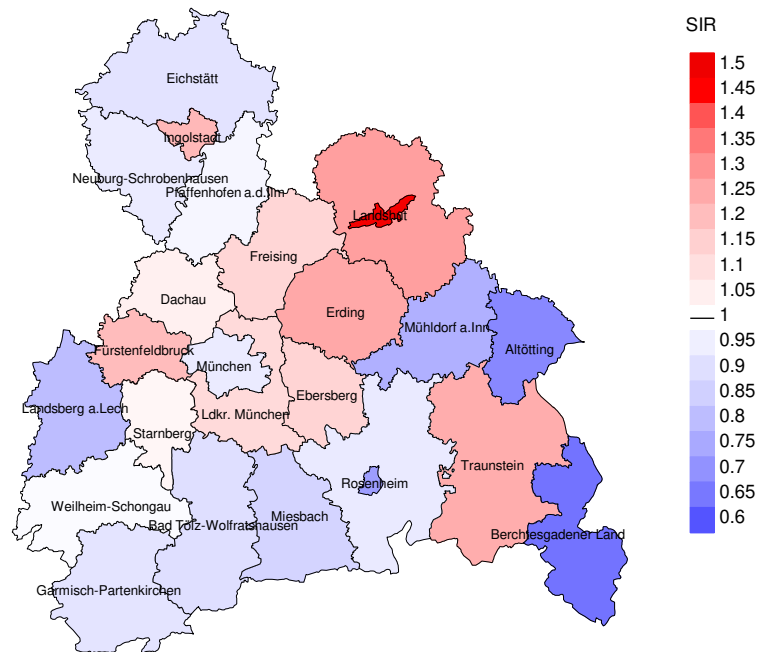 SIR
1.5
1.45
1.4
1.35
1.3
1.25
1.2
1.15
1.1
1.05
1
0.95
0.9
0.85
0.8
0.75
0.7
0.65
0.6
Eichstätt
Ingolstadt
Neuburg-Schrobenhausen
Pfaffenhofen a.d.Ilm
Landshut
Freising
Dachau
Erding
Mühldorf a.Inn
Altötting
Fürstenfeldbruck
München
Ebersberg
Landsberg a.Lech
Ldkr. München
Starnberg
Traunstein
Rosenheim
Weilheim-Schongau
Miesbach
Bad Tölz-Wolfratshausen
Berchtesgadener Land
Garmisch-Partenkirchen